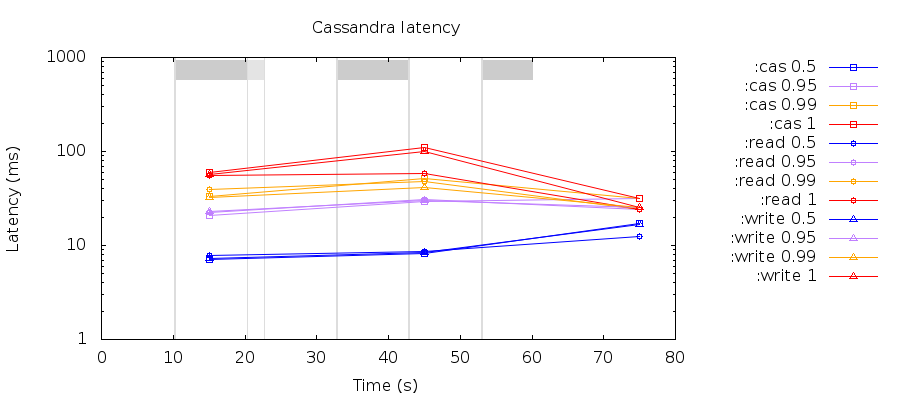 Cassandra latency
1000
100
10
1
Latency (ms)
0 10 20 30 40 50 60 70 80
Time (s)
:cas 0.5
:cas 0.95
:cas 0.99
:cas 1
:read 0.5
:read 0.95
:read 0.99
:read 1
:write 0.5
:write 0.95
:write 0.99
:write 1